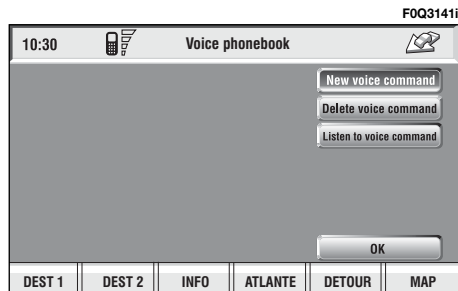 F0Q3141i
10:30 Voice phonebook
New voice command
Delete voice command
Listen to voice command
OK
DEST 1 DEST 2 INFO ATLANTE DETOUR MAP